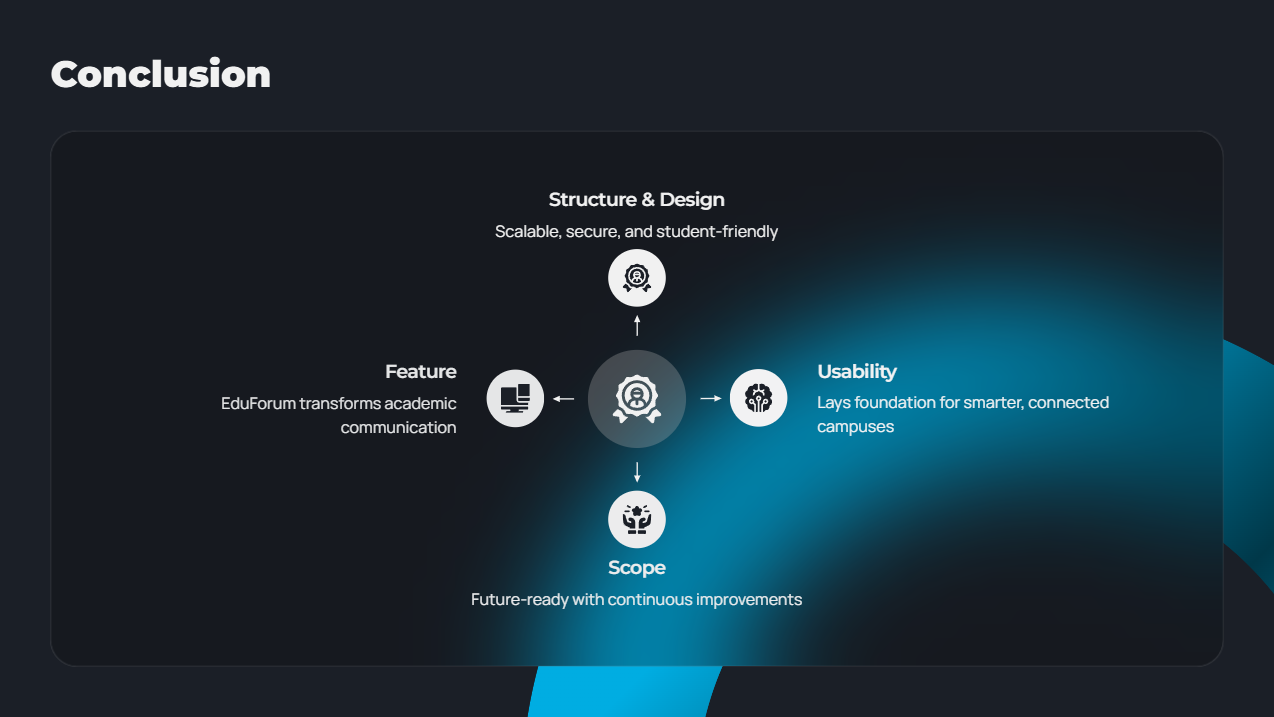 Conclusion
Structure & Design
Scalable, secure, and student-friendly
Feature
EduForum transforms academic
communication
Usability
Lays foundation for smarter, connected
campuses
Scope
Future-ready with continuous improvements